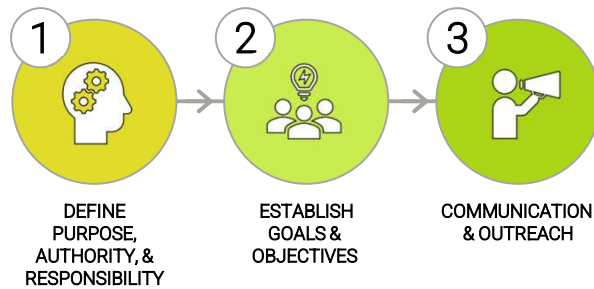 1
DEFINE
PURPOSE,
AUTHORITY, &
RESPONSIBILITY
2
ESTABLISH
GOALS &
OBJECTIVES
3
COMMUNICATION
& OUTREACH